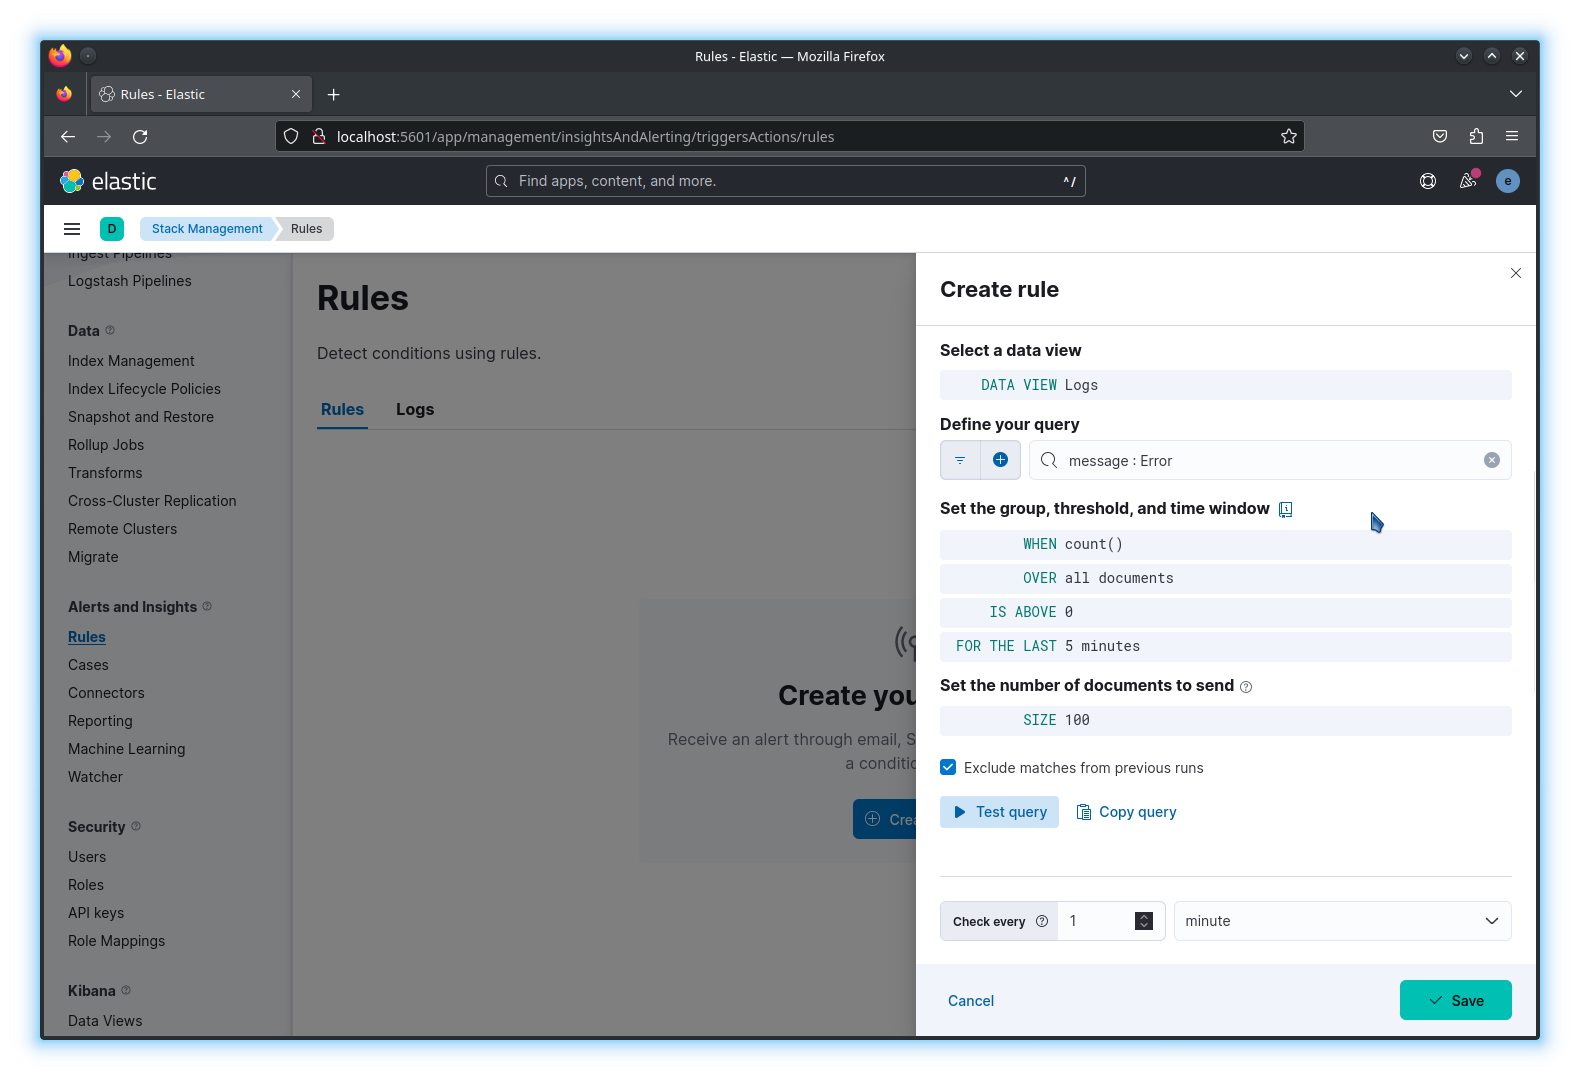 Rules - Elastic — Mozilla Firefox
Rules - Elastic
localhost:5601/app/management/insightsAndAlerting/triggersActions/rules
elastic
Find apps, content, and more.
^/
e
D
Stack Management
Rules
Ingest Pipelines
Logstash Pipelines
Data
Index Management
Index Lifecycle Policies
Snapshot and Restore
Rollup Jobs
Transforms
Cross-Cluster Replication
Remote Clusters
Migrate
Alerts and Insights
Rules
Cases
Connectors
Reporting
Machine Learning
Watcher
Security
Users
Roles
API keys
Role Mappings
Kibana
Data Views
Rules
Detect conditions using rules.
Rules Logs
Create you
Receive an alert through email, S
a conditio
Crea
Create rule
Select a data view
DATA VIEW Logs
Define your query
message : Error
Set the group, threshold, and time window
WHEN count()
OVER all documents
IS ABOVE 0
FOR THE LAST 5 minutes
Set the number of documents to send
SIZE 100
Exclude matches from previous runs
Test query
Copy query
Check every 1 minute
Cancel
Save